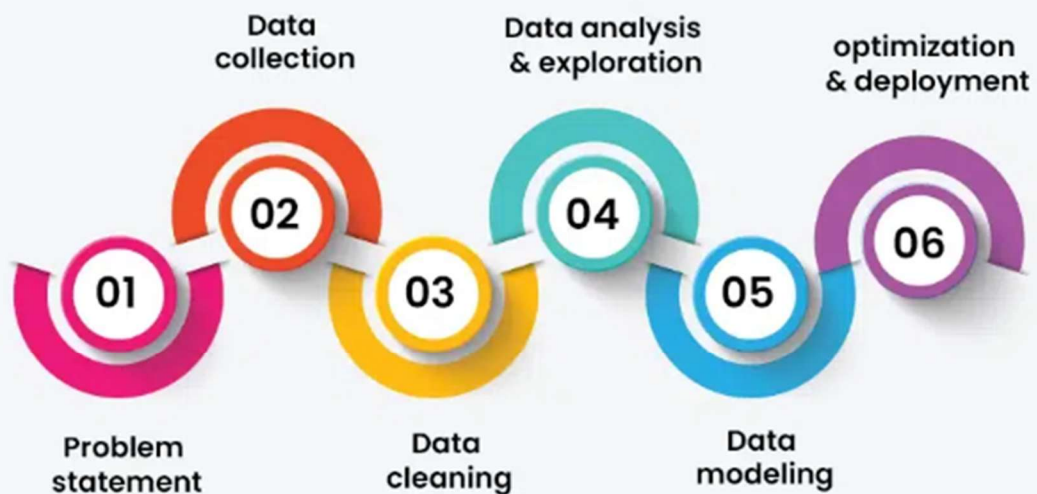 01
Problem
statement
02
Data
collection
03
Data
cleaning
04
Data analysis
& exploration
05
Data
modeling
06
optimization
& deployment